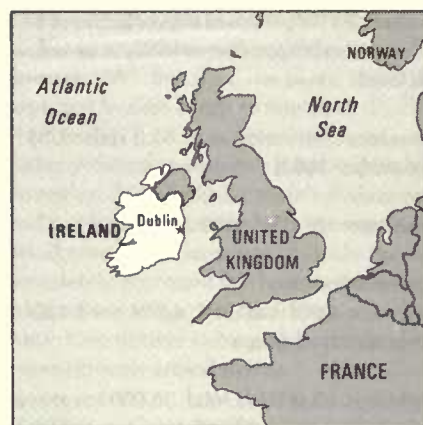 NORWAY
Atlantic
Ocean
North
Sea
IRELAND
Dublin
UNITED
KINGDOM
FRANCE